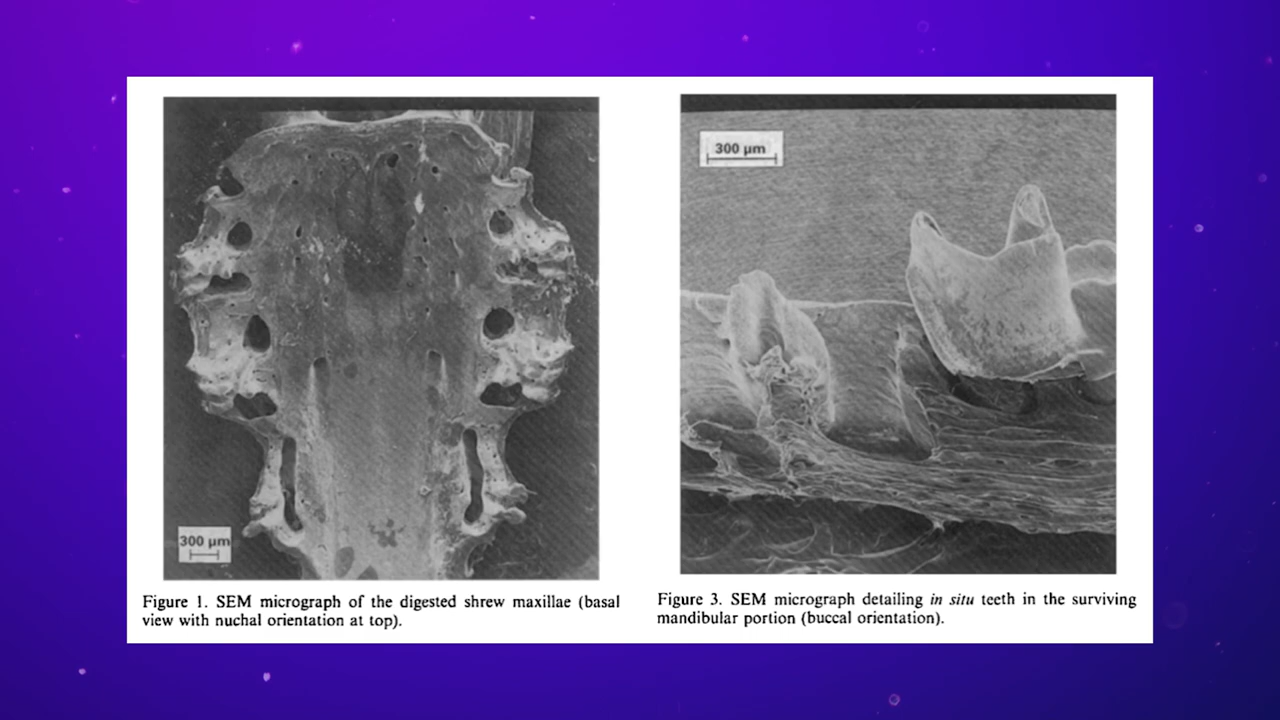 300 µm
Figure 1. SEM micrograph of the digested shrew maxillae (basal
view with nuchal orientation at top).
300 µm
Figure 3. SEM micrograph detailing in situ teeth in the surviving
mandibular portion (buccal orientation).